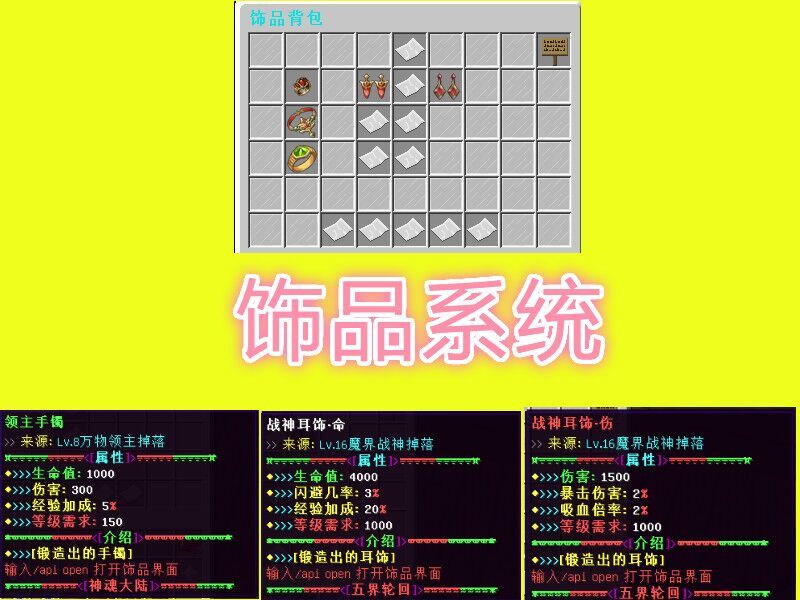 饰品背包
饰品系统
领主手镯
>> 来源: Lv.8万物领主掉落
<[属性]>
◆>>>生命值: 1000
◆>>>伤害: 300
◆>>>经验加成: 5%
◆>>>等级需求: 150
<[介绍]>
◆>>>[锻造出的手镯]
输入/api open 打开饰品界面
<[神魂大陆]>
战神耳饰·命
>> 来源: Lv.16魔界战神掉落
<[属性]>
◆>>>生命值: 4000
◆>>>闪避几率: 3%
◆>>>经验加成: 20%
◆>>>等级需求: 1000
<[介绍]>
◆>>>[锻造出的耳饰]
输入/api open 打开饰品界面
<[五界轮回]>
战神耳饰·伤
>> 来源: Lv.16魔界战神掉落
<[属性]>
◆>>>伤害: 1500
◆>>>暴击伤害: 2%
◆>>>吸血倍率: 2%
◆>>>等级需求: 1000
<[介绍]>
◆>>>[锻造出的耳饰]
输入/api open 打开饰品界面
<[五界轮回]>